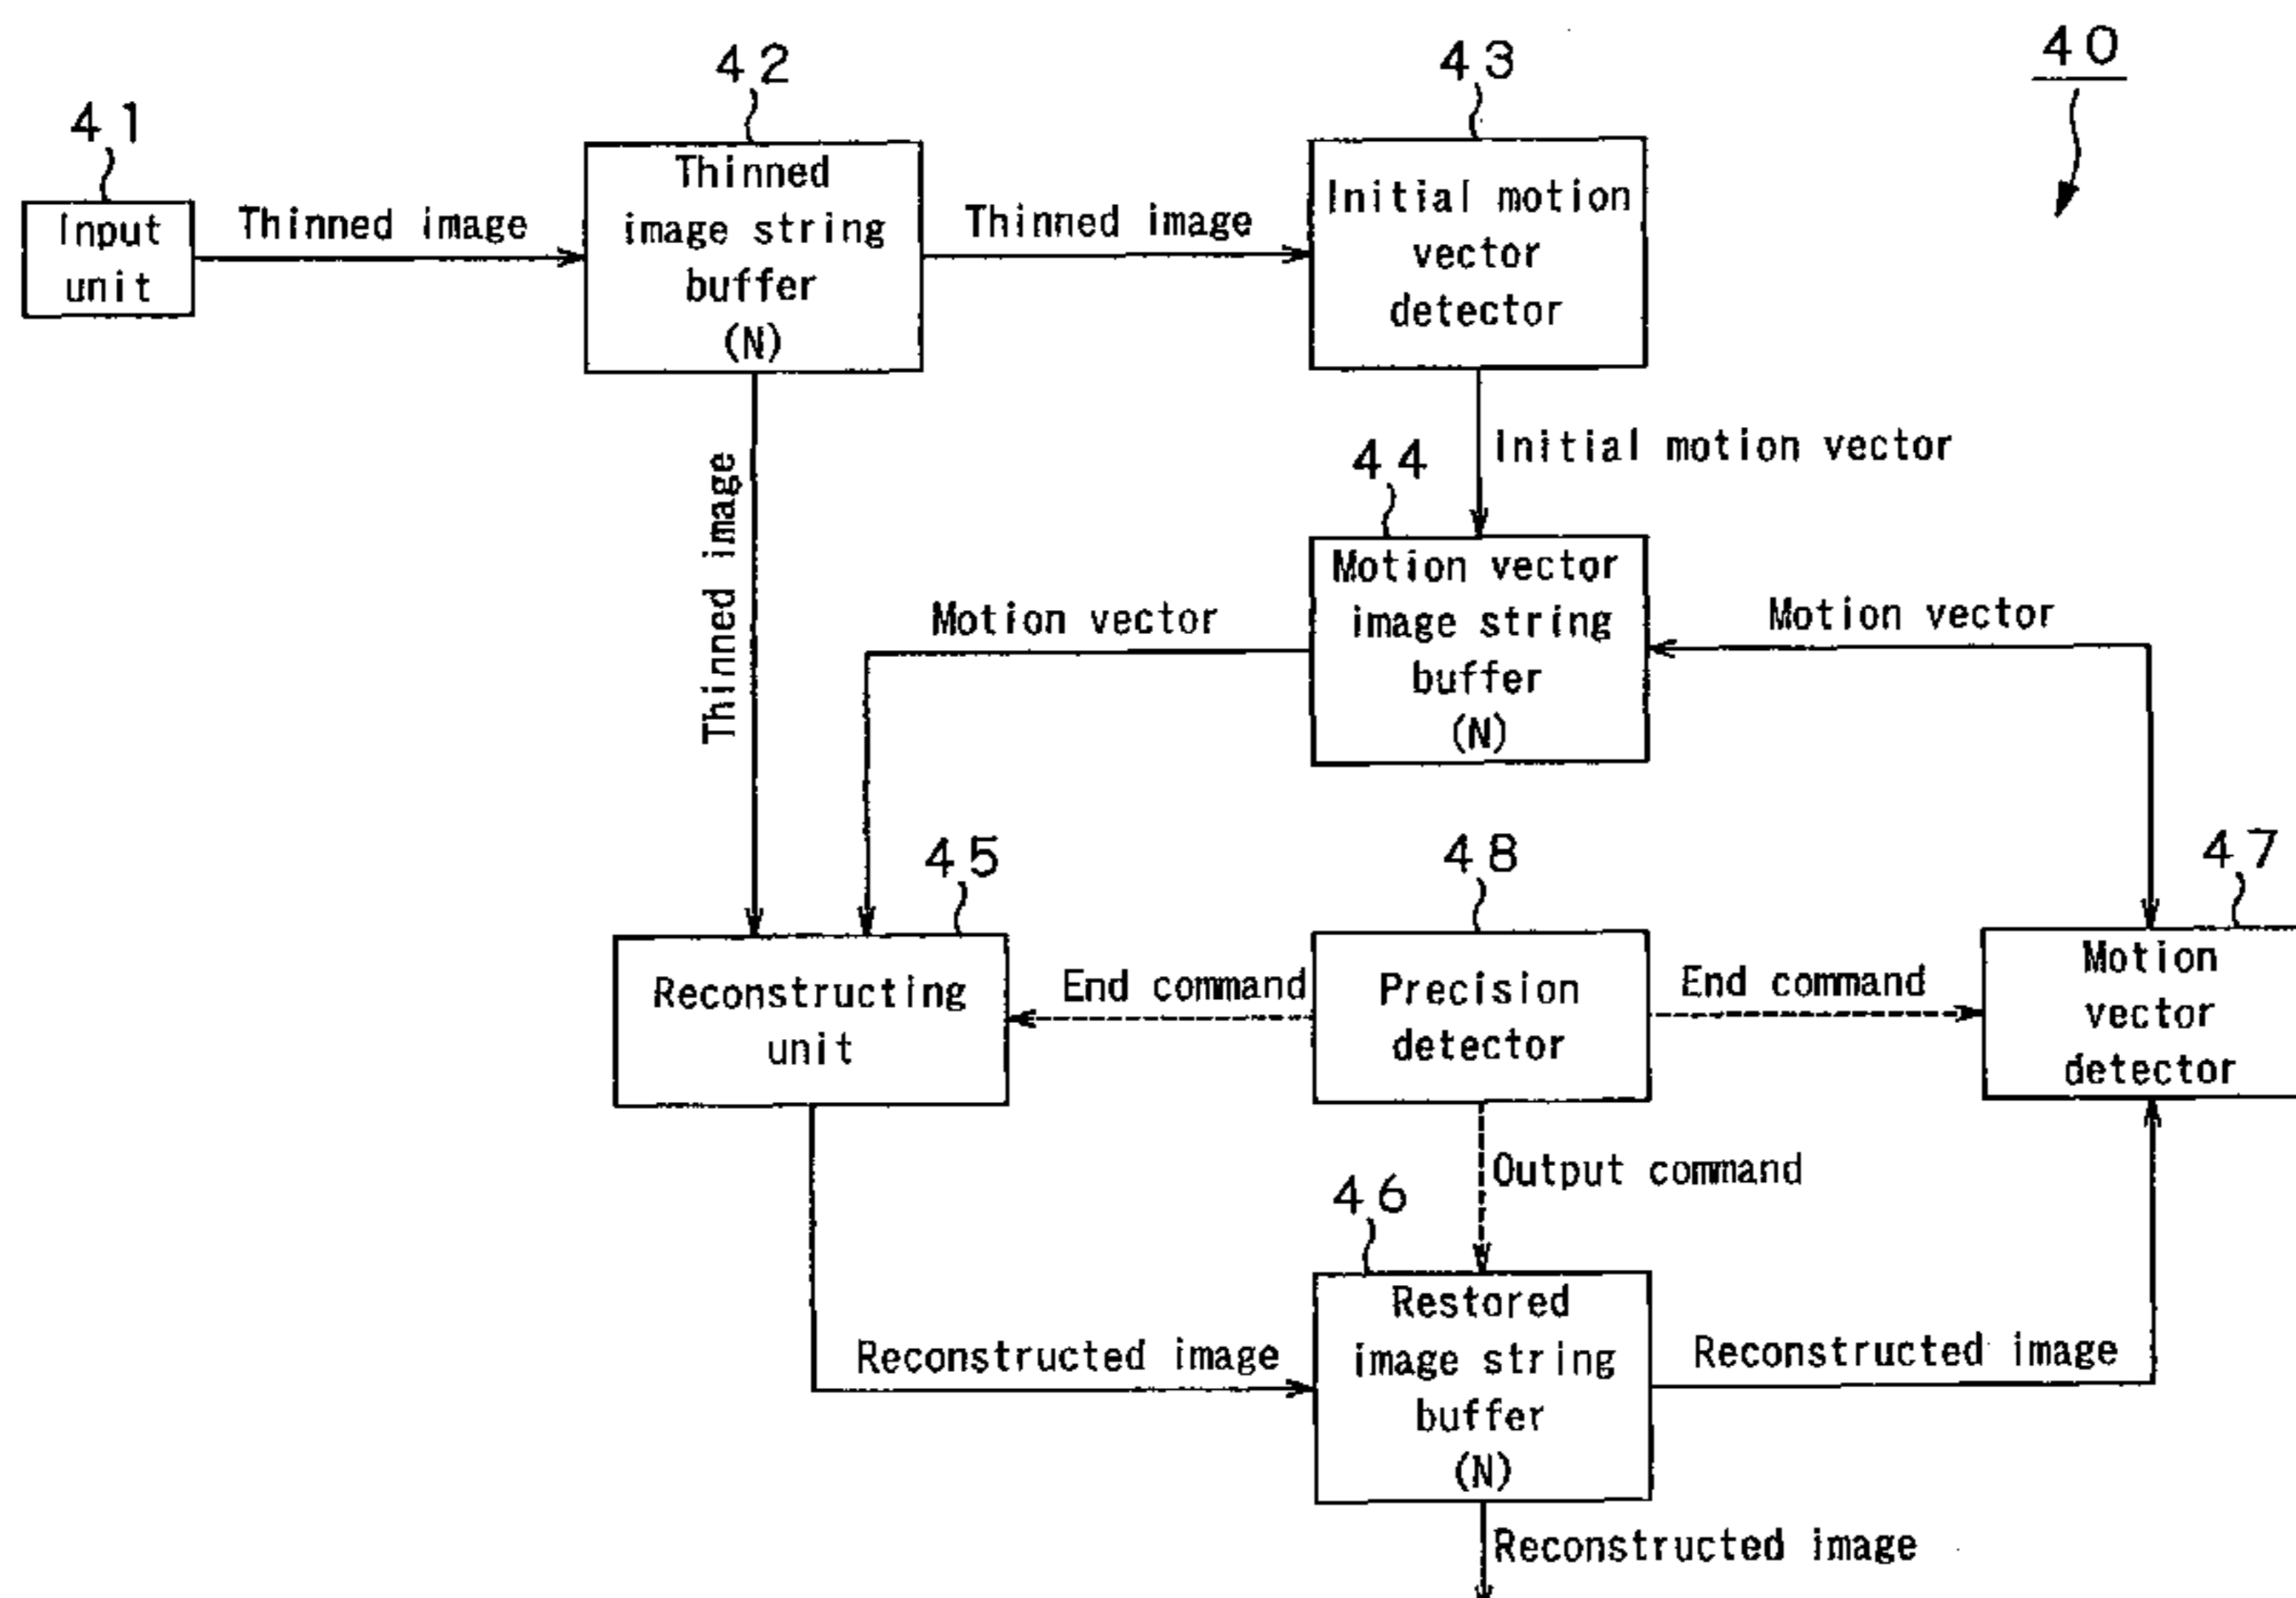 40
41
Input
unit
Thinned image
42
Thinned
image string
buffer
(N)
Thinned image
43
Initial motion
vector
detector
Initial motion vector
Thinned image
44
Motion vector
image string
buffer
(N)
Motion vector
Motion vector
45
Reconstructing
unit
End command
48
Precision
detector
End command
47
Motion
vector
detector
Output command
46
Restored
image string
buffer
(N)
Reconstructed image
Reconstructed image
Reconstructed image